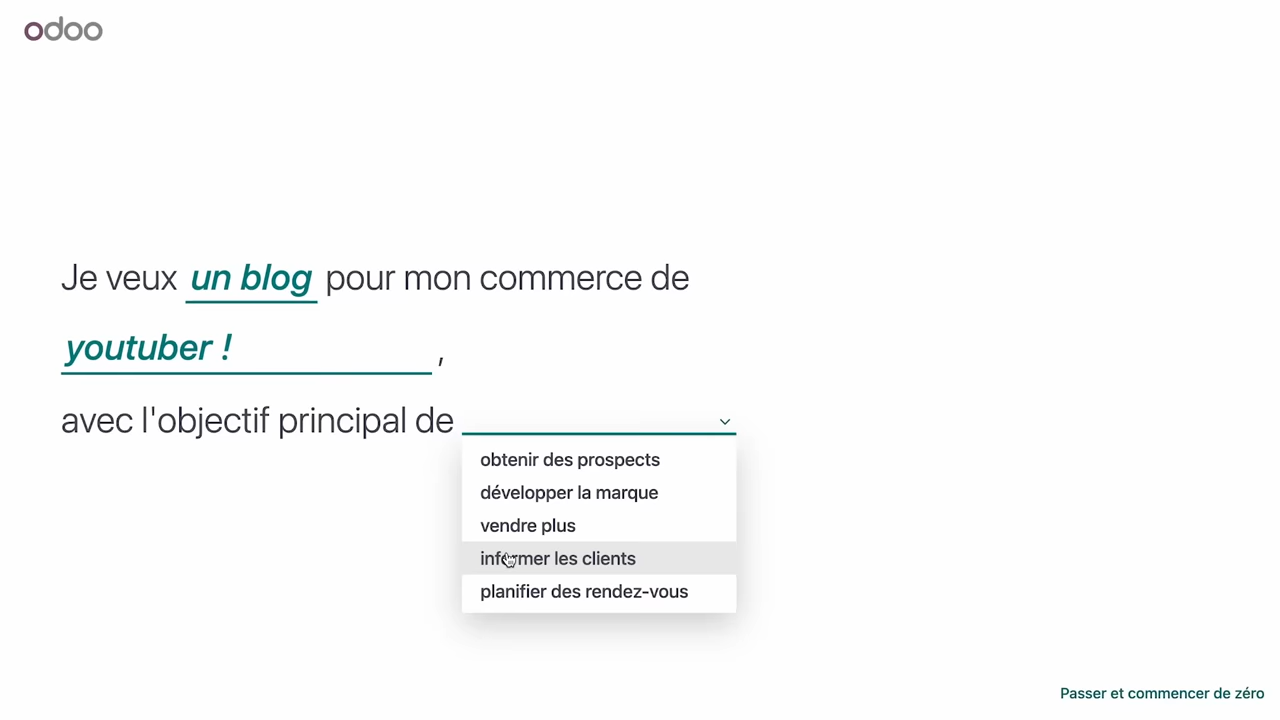 odoo
Je veux un blog pour mon commerce de
youtuber ! ,
avec l'objectif principal de
obtenir des prospects
développer la marque
vendre plus
informer les clients
planifier des rendez-vous
Passer et commencer de zéro